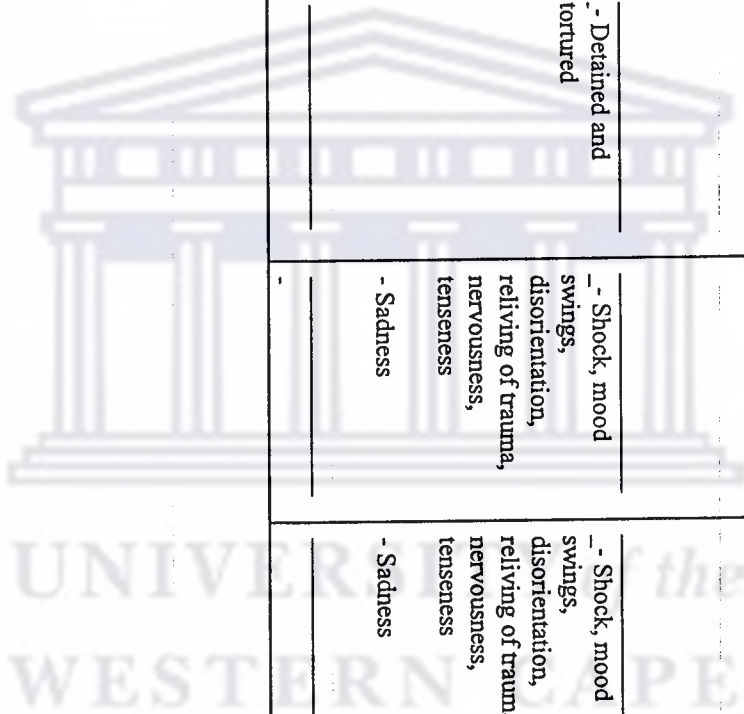 _- Detained and
tortured
_- Shock, mood
swings,
disorientation,
reliving of trauma,
nervousness,
tenseness
- Sadness
-
_- Shock, mood
swings,
disorientation,
reliving of traum
nervousness,
tenseness
- Sadness
UNIVERSITY of the
WESTERN CAPE